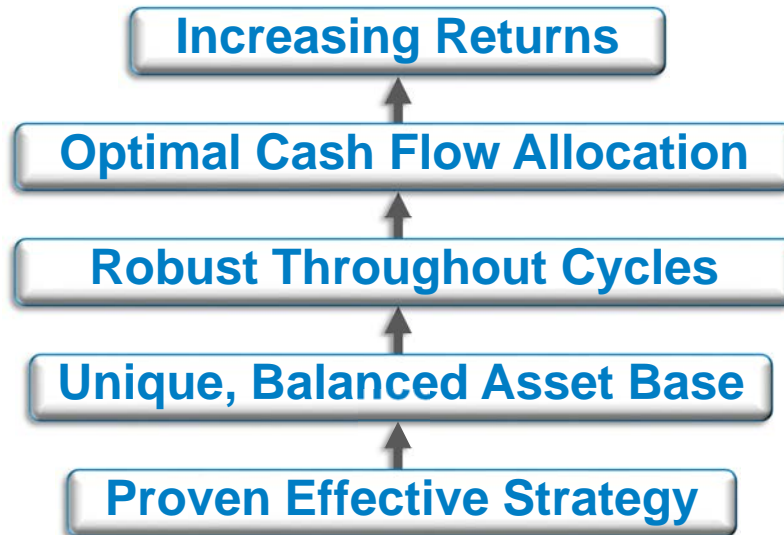 Increasing Returns
Optimal Cash Flow Allocation
Robust Throughout Cycles
Unique, Balanced Asset Base
Proven Effective Strategy